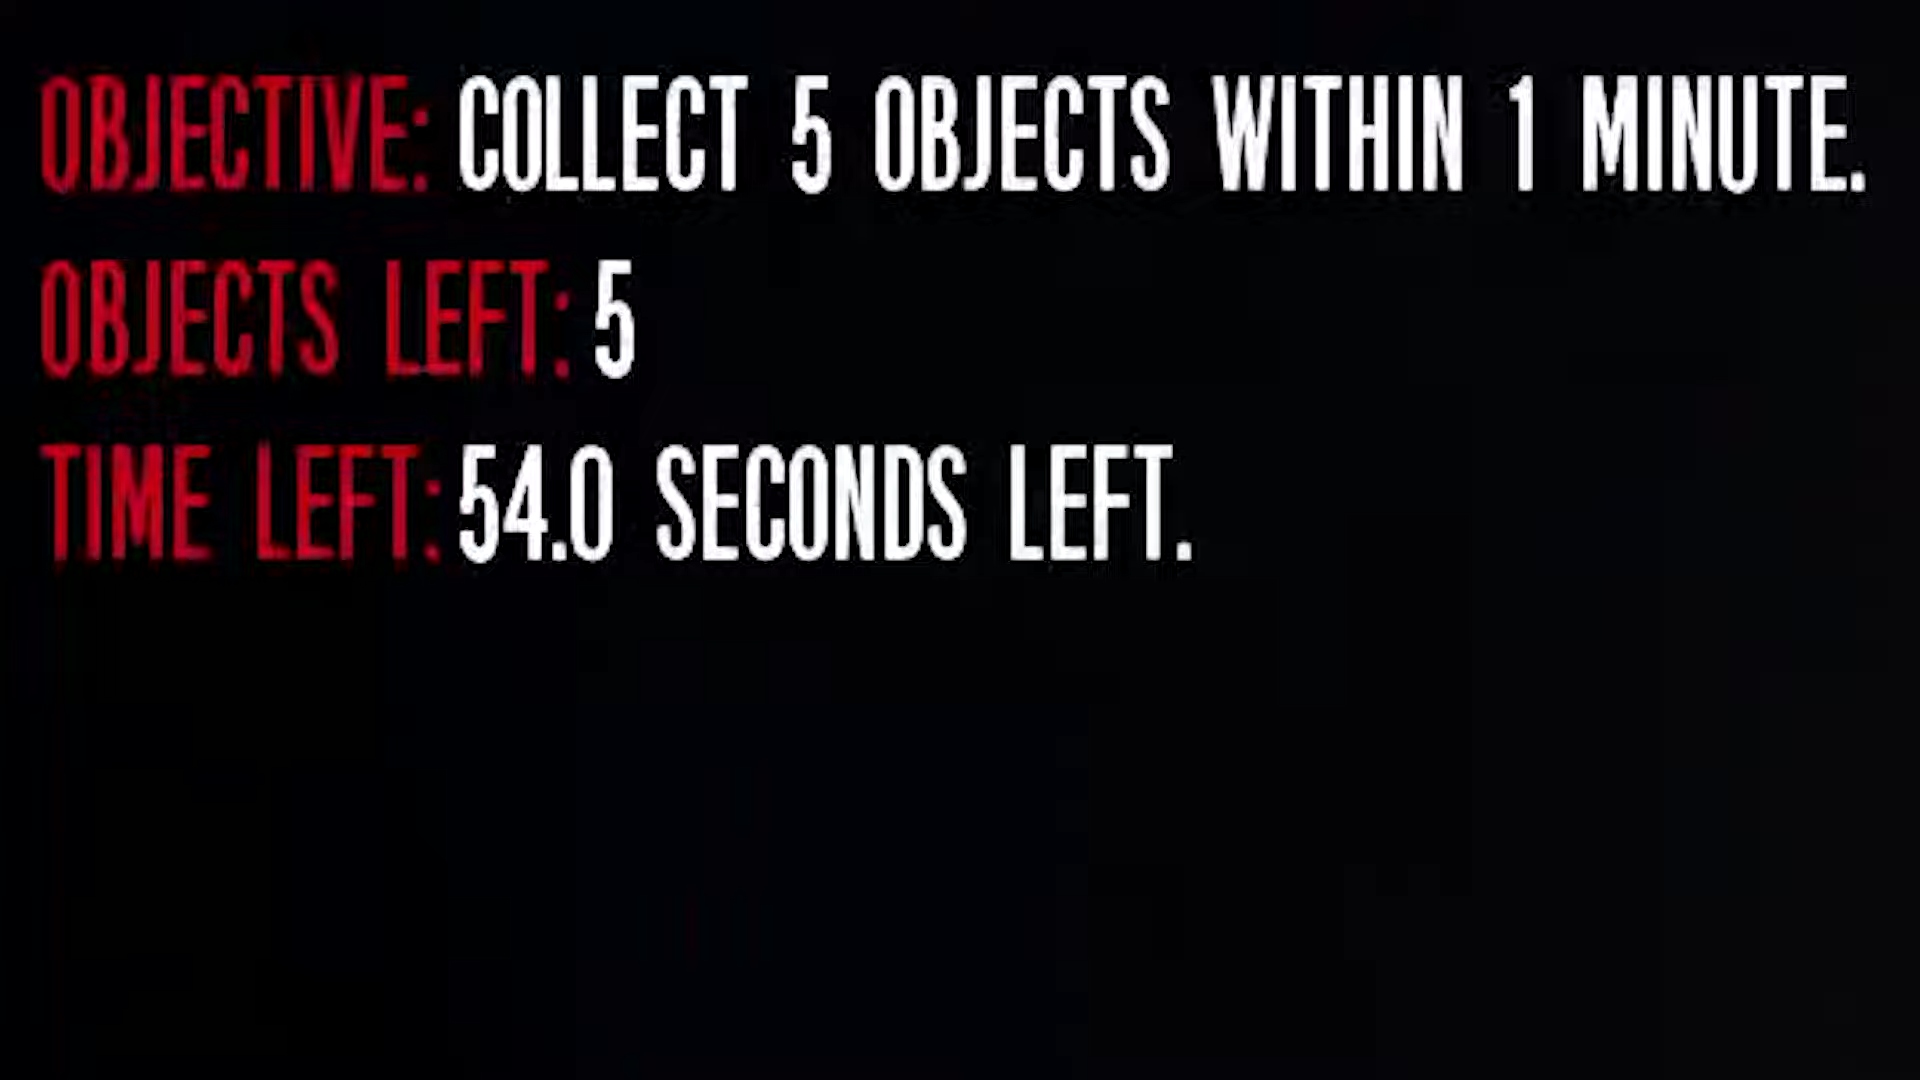 OBJECTIVE: COLLECT 5 OBJECTS WITHIN 1 MINUTE.
OBJECTS LEFT: 5
TIME LEFT: 54.0 SECONDS LEFT.